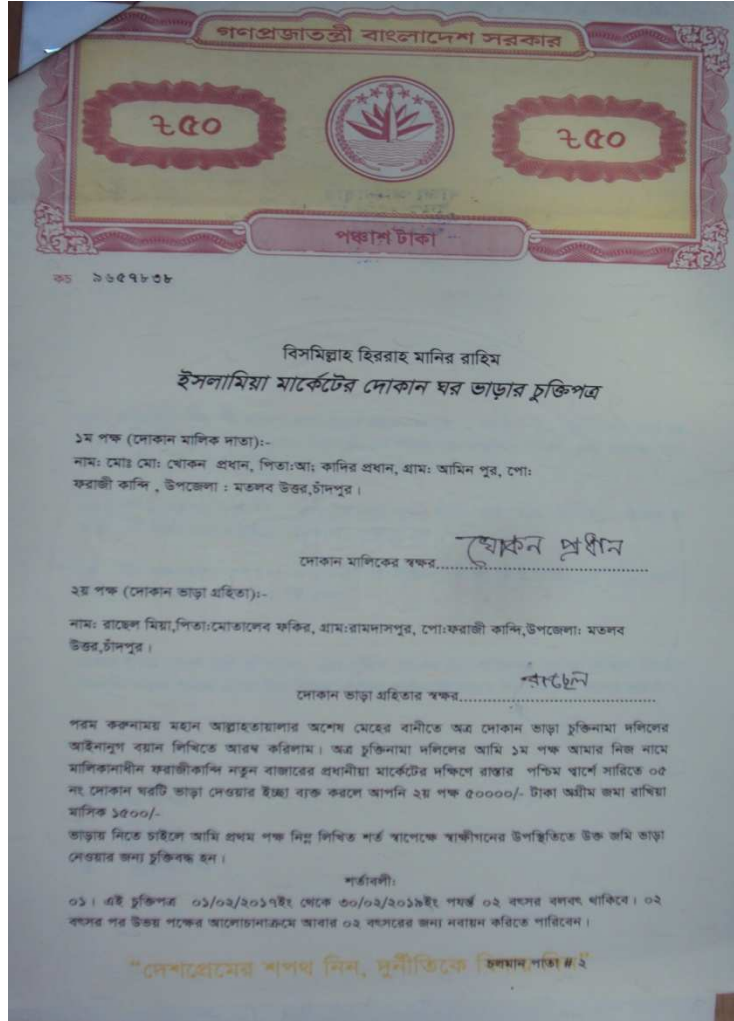 গণপ্রজাতন্ত্রী বাংলাদেশ সরকার
৳৫০
৳৫০
পঞ্চাশ টাকা
কচ ৯৬৫৭৮৩৮
বিসমিল্লাহ হিররাহ মানির রাহিম
ইসলামিয়া মার্কেটের দোকান ঘর ভাড়ার চুক্তিপত্র
১ম পক্ষ (দোকান মালিক দাতা):-
নাম: মোঃ মো: খোকন প্রধান, পিতা:আ: কাদির প্রধান, গ্রাম: আমিন পুর, পো:
ফরাজী কান্দি , উপজেলা : মতলব উত্তর,চাঁদপুর ।
খোকন প্রধান
দোকান মালিকের স্বক্ষর
২য় পক্ষ (দোকান ভাড়া গ্রহিতা):-
নাম: রাছেল মিয়া,পিতা:মোতালেব ফকির, গ্রাম:রামদাসপুর, পো:ফরাজী কান্দি,উপজেলা: মতলব
উত্তর,চাঁদপুর ।
রাছেল
দোকান ভাড়া গ্রহিতার স্বক্ষর
পরম করুনাময় মহান আল্লাহতায়ালার অশেষ মেহের বানীতে অত্র দোকান ভাড়া চুক্তিনামা দলিলের
আইনানুগ বয়ান লিখিতে আরম্ভ করিলাম। অত্র চুক্তিনামা দলিলের আমি ১ম পক্ষ আমার নিজ নামে
মালিকানাধীন ফরাজীকান্দি নতুন বাজারের প্রধানীয়া মার্কেটের দক্ষিণে রাস্তার পশ্চিম পার্শে সারিতে ০৫
নং দোকান ঘরটি ভাড়া দেওয়ার ইচ্ছা ব্যক্ত করলে আপনি ২য় পক্ষ ৫০০০০/- টাকা অগ্রীম জমা রাখিয়া
মাসিক ১৫০০/-
ভাড়ায় নিতে চাইলে আমি প্রথম পক্ষ নিম্ন লিখিত শর্ত স্বাপেক্ষে স্বাক্ষীগনের উপস্থিতিতে উক্ত জমি ভাড়া
নেওয়ার জন্য চুক্তিবদ্ধ হন।
শর্তাবলী:
০১। এই চুক্তিপত্র ০১/০২/২০১৭ইং থেকে ৩০/০২/২০১৯ইং পযর্ন্ত ০২ বৎসর বলবৎ থাকিবে। ০২
বৎসর পর উভয় পক্ষের আলোচানাক্রমে আবার ০২ বৎসরের জন্য নবায়ন করিতে পারিবেন।
"দেশপ্রেমের শপথ নিন, দুর্নীতিকে
চলমান পাতা # ২